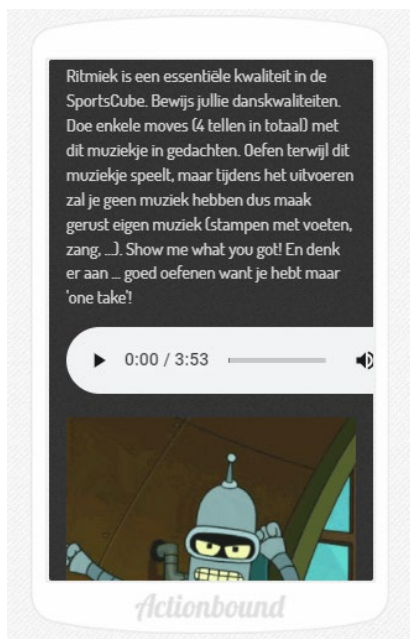 Ritmiek is een essentiële kwaliteit in de
SportsCube. Bewijs jullie danskwaliteiten.
Doe enkele moves (4 tellen in totaal) met
dit muziekje in gedachten. Oefen terwijl dit
muziekje speelt, maar tijdens het uitvoeren
zal je geen muziek hebben dus maak
gerust eigen muziek (stampen met voeten,
zang, ...). Show me what you got! En denk
er aan ... goed oefenen want je hebt maar
'one take'!
0:00 / 3:53
Actionbound